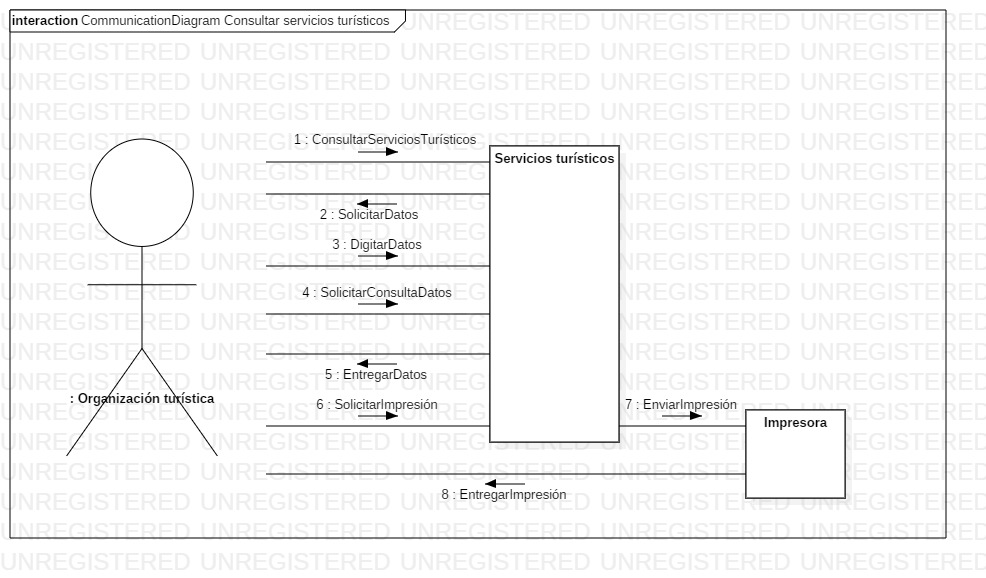 interaction CommunicationDiagram Consultar servicios turísticos
1 : ConsultarServiciosTurísticos
Servicios turísticos
2 : SolicitarDatos
3 : DigitarDatos
4 : SolicitarConsultaDatos
5 : EntregarDatos
: Organización turística
6 : SolicitarImpresión
7 : EnviarImpresión
Impresora
8 : EntregarImpresión
UNREGISTERED UNREGISTERED UNREGISTERED UNREGISTERED UNREGISTERED